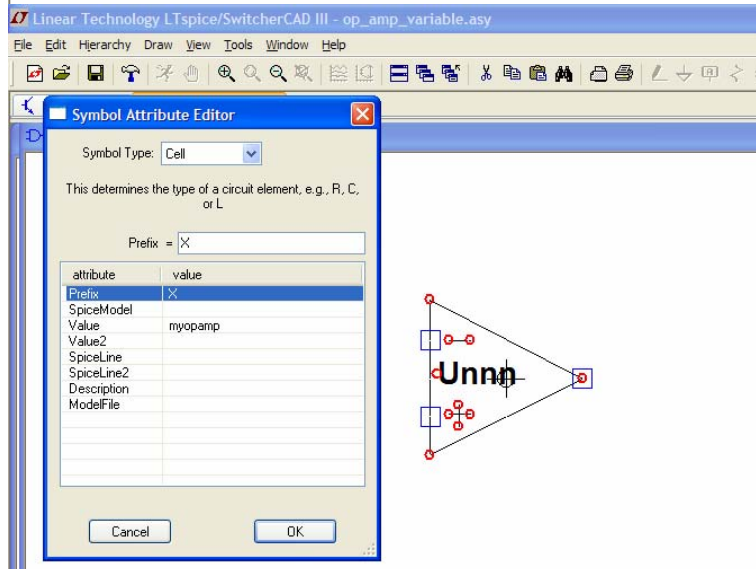 Linear Technology LTspice/SwitcherCAD III - op_amp_variable.asy
File Edit Hierarchy Draw View Tools Window Help
Symbol Attribute Editor
Symbol Type: Cell
This determines the type of a circuit element, e.g., R, C,
or L
Prefix = X
attribute value
Prefix X
SpiceModel
Value myopamp
Value2
SpiceLine
SpiceLine2
Description
ModelFile
Cancel OK
Unnn